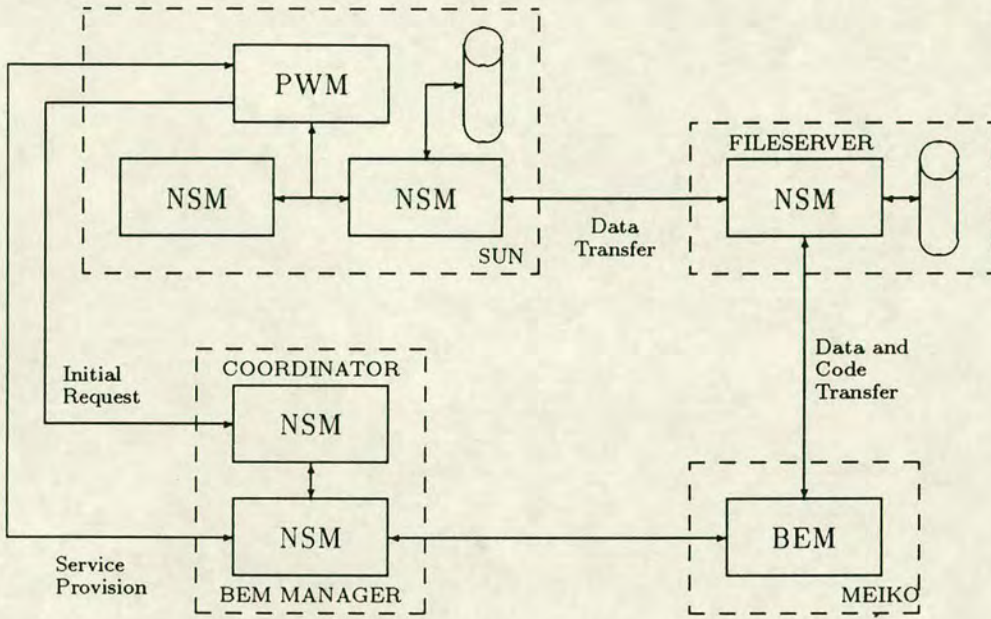 PWM
NSM
NSM
SUN
Data
Transfer
FILESERVER
NSM
Data and
Code
Transfer
Initial
Request
COORDINATOR
NSM
NSM
BEM MANAGER
Service
Provision
BEM
MEIKO